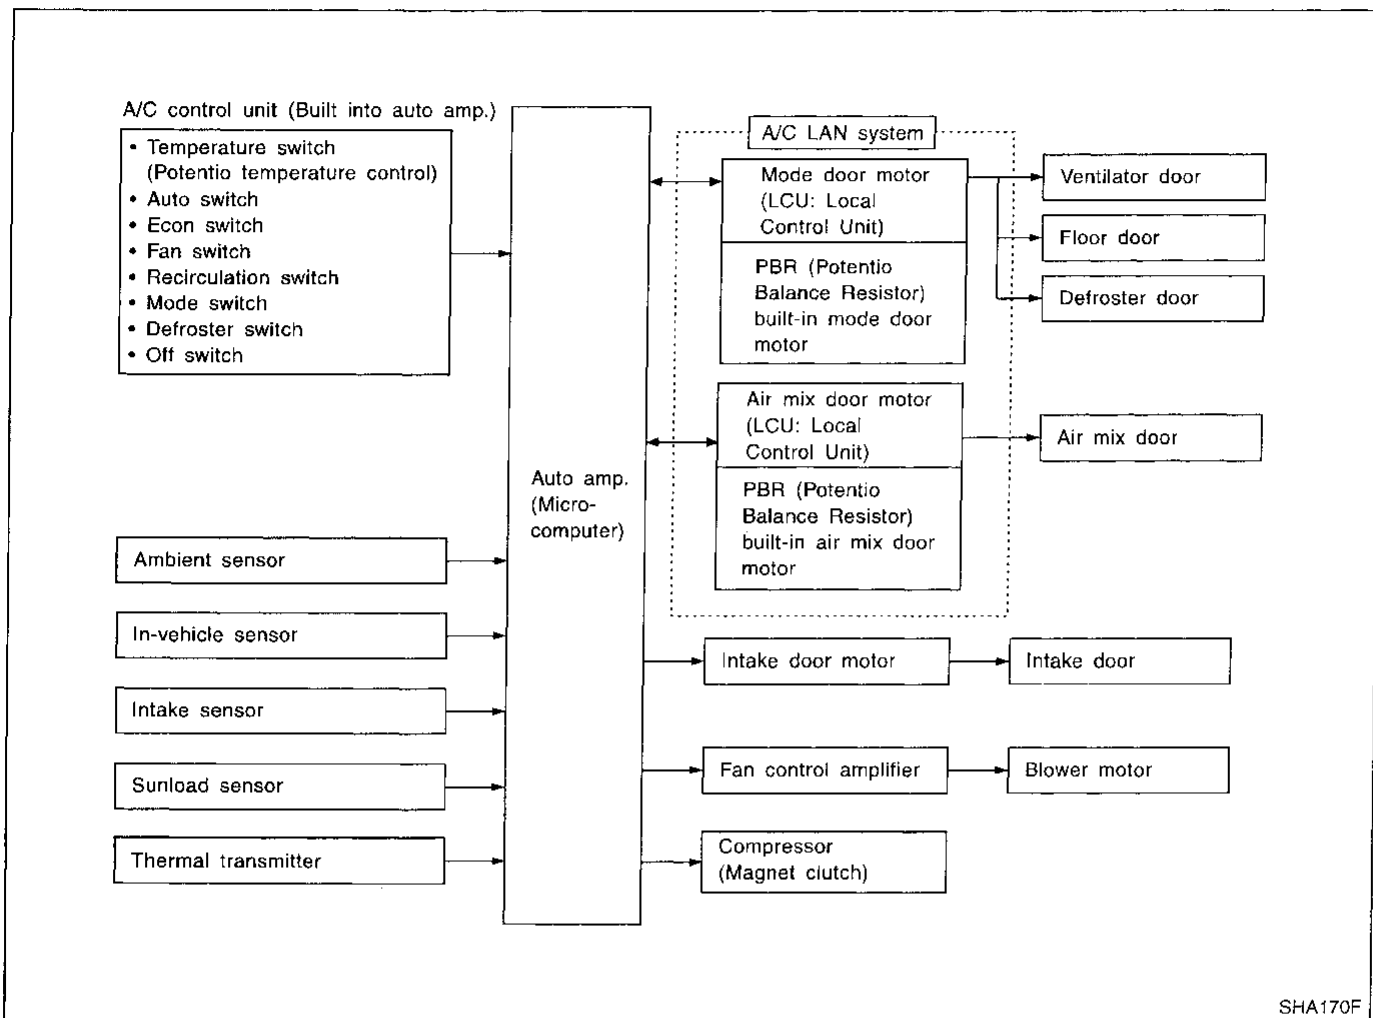 A/C control unit (Built into auto amp.)
• Temperature switch
(Potentio temperature control)
• Auto switch
• Econ switch
• Fan switch
• Recirculation switch
• Mode switch
• Defroster switch
• Off switch
Ambient sensor
In-vehicle sensor
Intake sensor
Sunload sensor
Thermal transmitter
Auto amp.
(Micro-
computer)
A/C LAN system
Mode door motor
(LCU: Local
Control Unit)
PBR (Potentio
Balance Resistor)
built-in mode door
motor
Air mix door motor
(LCU: Local
Control Unit)
PBR (Potentio
Balance Resistor)
built-in air mix door
motor
Intake door motor
Fan control amplifier
Compressor
(Magnet clutch)
Ventilator door
Floor door
Defroster door
Air mix door
Intake door
Blower motor
SHA170F